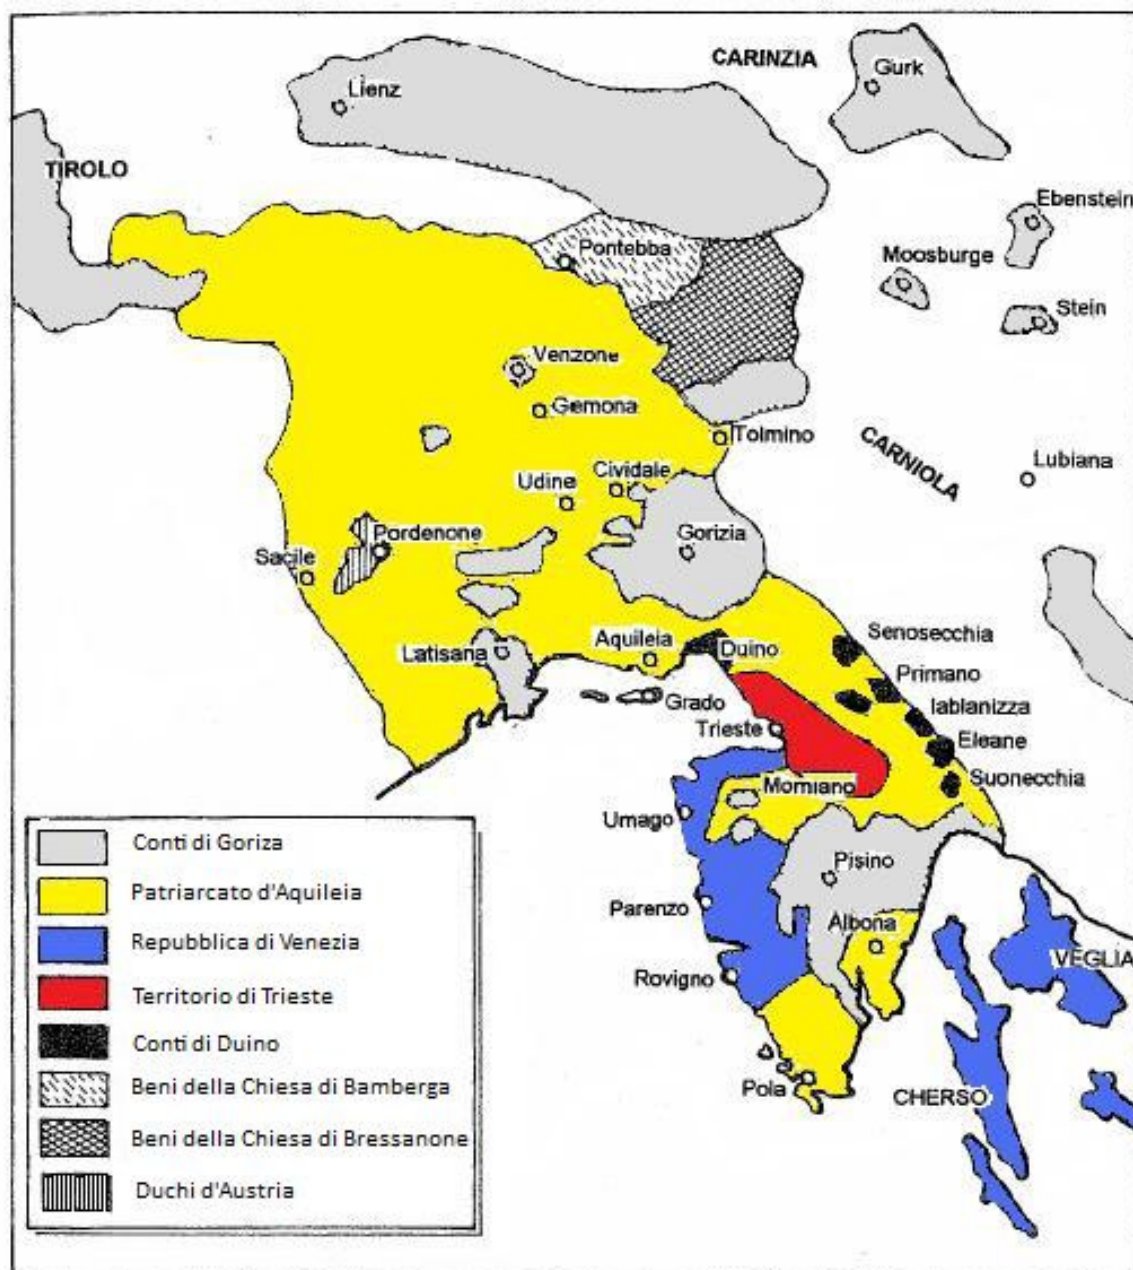 CARINZIA
Gurk
Lienz
TIROLO
Ebenstein
Pontebba
Moosburge
Stein
Venzone
Gemona
Tolmino
CARNIOLA
Lubiana
Cividale
Udine
Gorizia
Pordenone
Sacile
Senosecchia
Aquileia
Duino
Latisana
Primano
Grado
Iablanizza
Trieste
Eleane
Suonecchia
Momiano
Umago
Pisino
Parenzo
Albona
VEGLIA
Rovigno
Pola
CHERSO
Conti di Goriza
Patriarcato d'Aquileia
Repubblica di Venezia
Territorio di Trieste
Conti di Duino
Beni della Chiesa di Bamberga
Beni della Chiesa di Bressanone
Duchi d'Austria